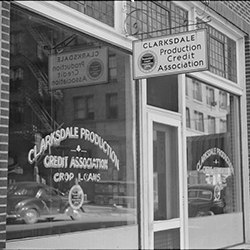 CLARKSDALE
Production
Credit
Association
CLARKSDALE PRODUCTION
CREDIT ASSOCIATION
CROP LOANS